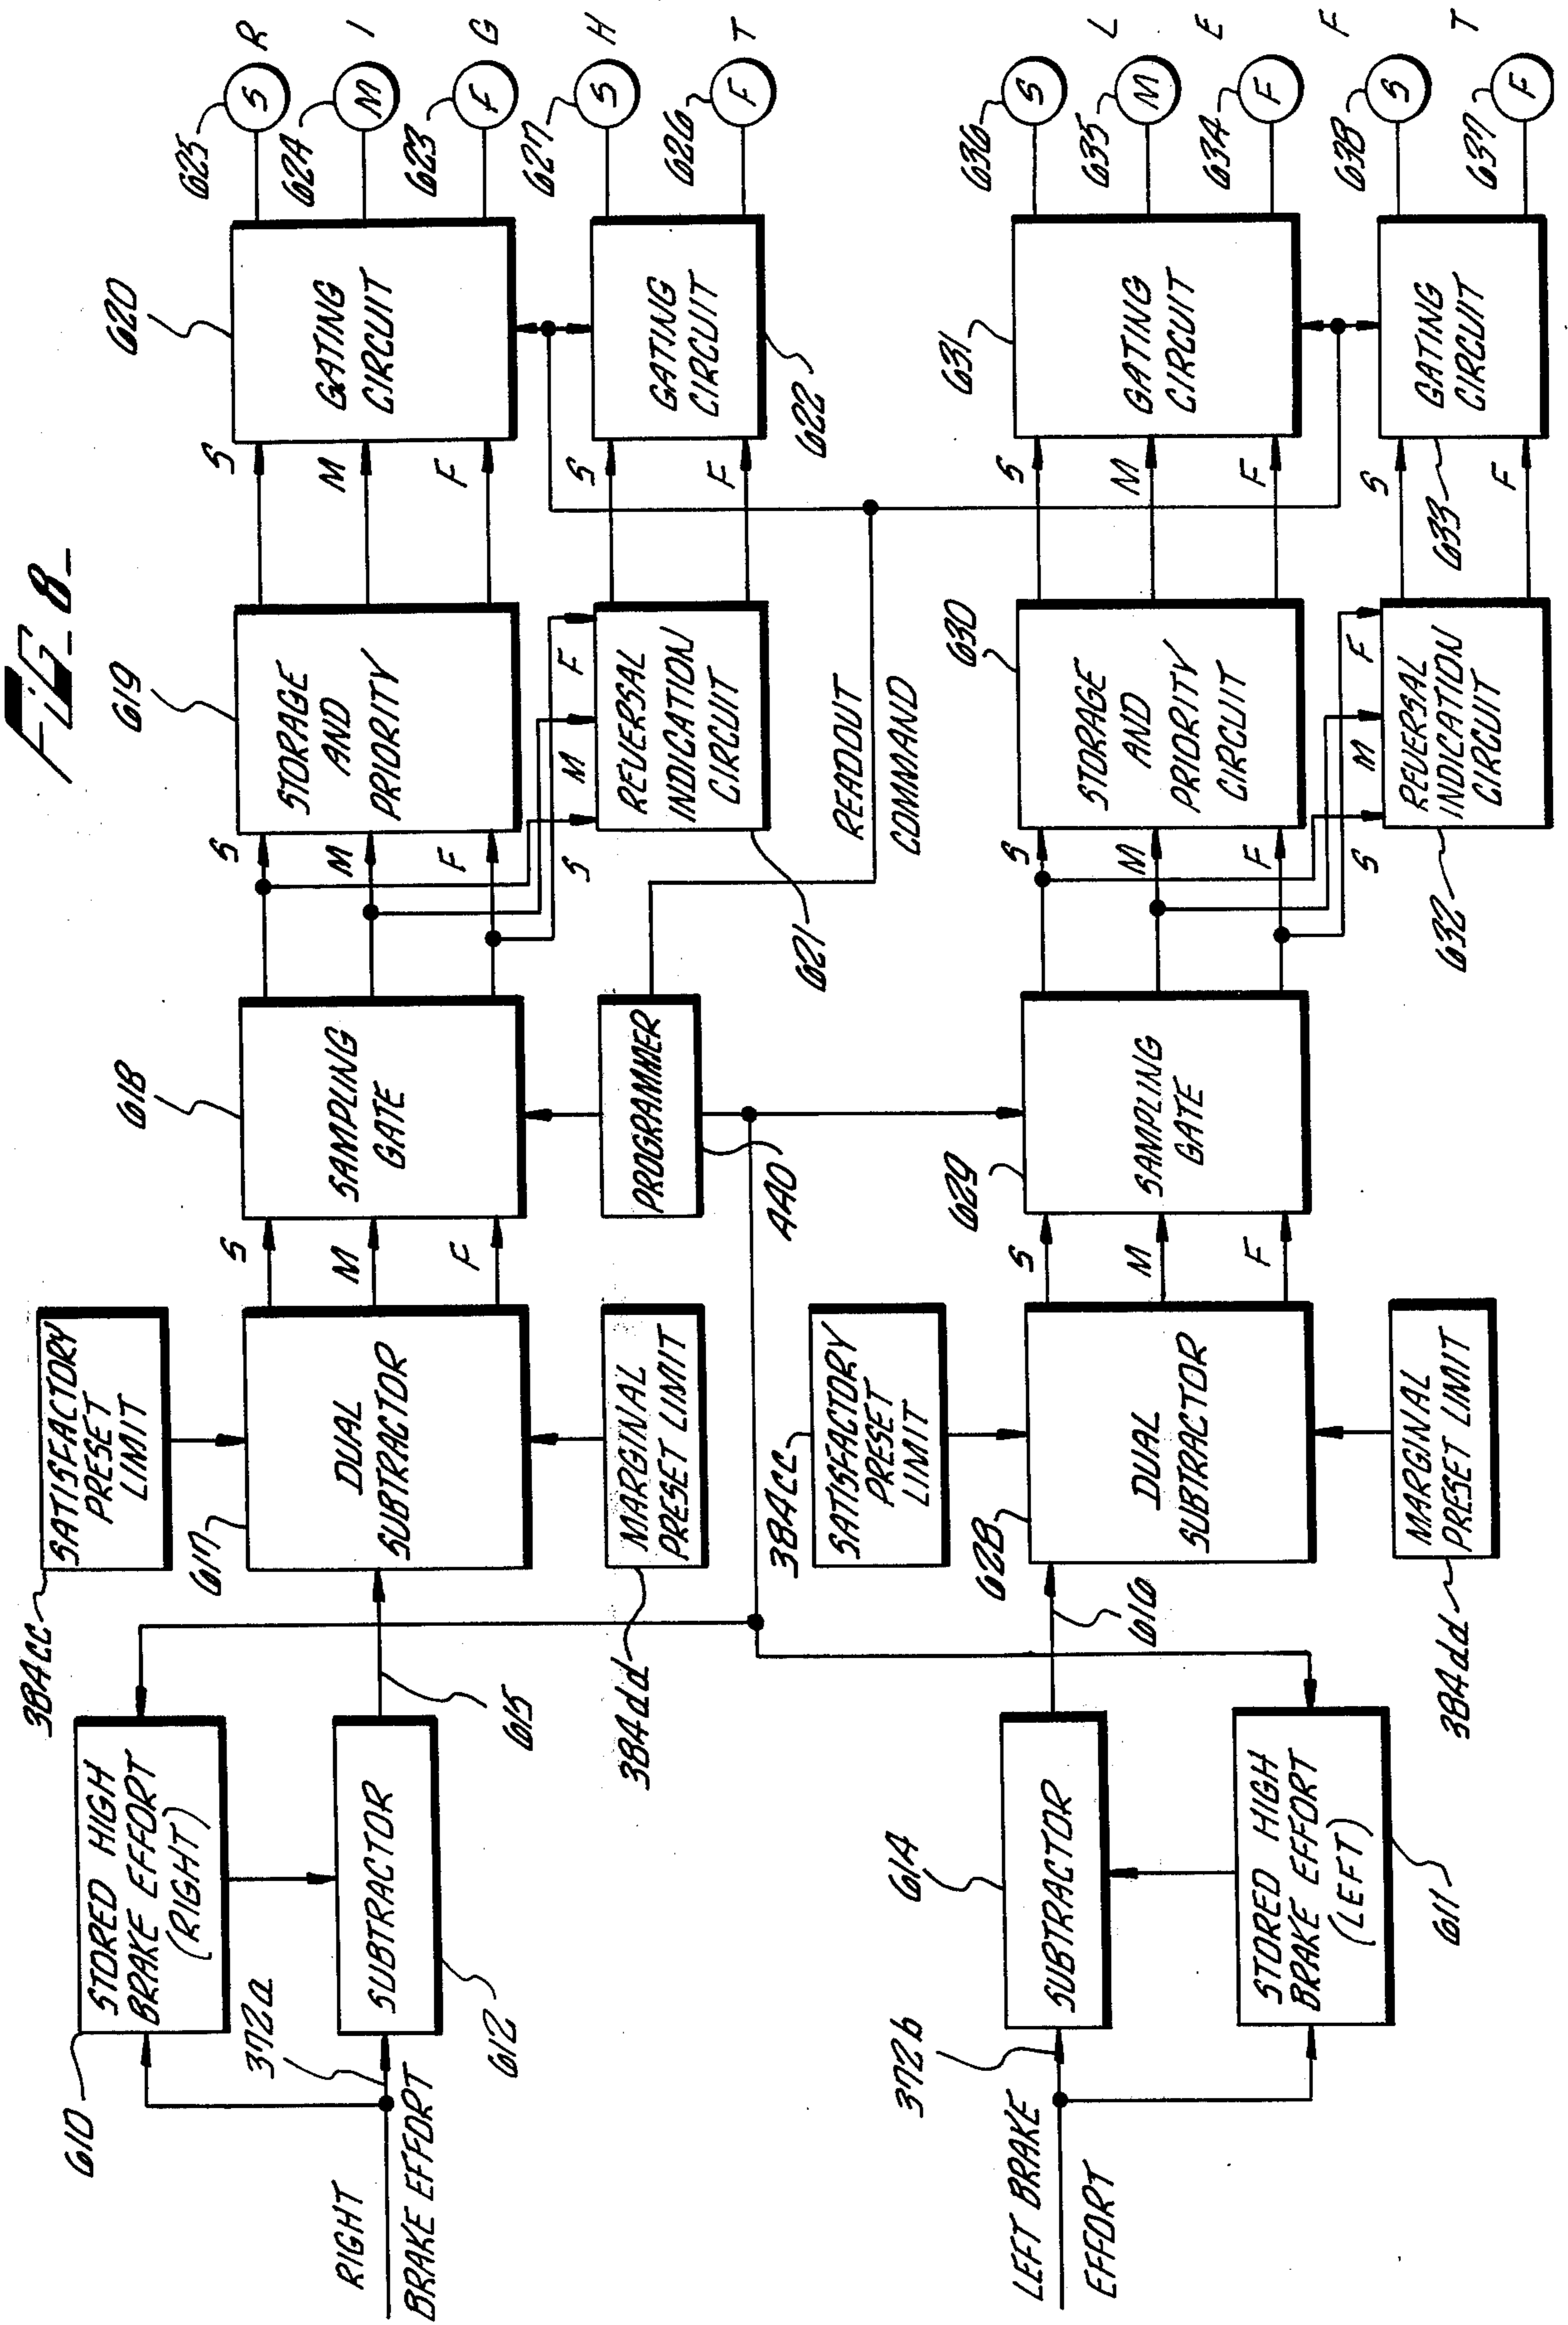 FIG_8_
RIGHT
BRAKE EFFORT
372a
610
STORED HIGH
BRAKE EFFORT
(RIGHT)
SUBTRACTOR
612
615
384cc
SATISFACTORY
PRESET
LIMIT
617
DUAL
SUBTRACTOR
MARGINAL
PRESET LIMIT
384dd
S
M
F
618
SAMPLING
GATE
PROGRAMMER
440
S
M
F
619
STORAGE
AND
PRIORITY
S
M
F
REVERSAL
INDICATION
CIRCUIT
621
READOUT
COMMAND
S
M
F
620
GATING
CIRCUIT
S
F
GATING
CIRCUIT
622
625
S
624
M
623
F
627
S
626
F
R
I
G
H
T
LEFT BRAKE
EFFORT
372b
614
SUBTRACTOR
STORED HIGH
BRAKE EFFORT
(LEFT)
611
616
384cc
SATISFACTORY
PRESET
LIMIT
628
DUAL
SUBTRACTOR
MARGINAL
PRESET LIMIT
384dd
S
M
F
629
SAMPLING
GATE
S
M
F
630
STORAGE
AND
PRIORITY
CIRCUIT
S
M
F
REVERSAL
INDICATION
CIRCUIT
632
S
M
F
631
GATING
CIRCUIT
S
F
GATING
CIRCUIT
633
636
S
635
M
634
F
638
S
637
F
L
E
F
T